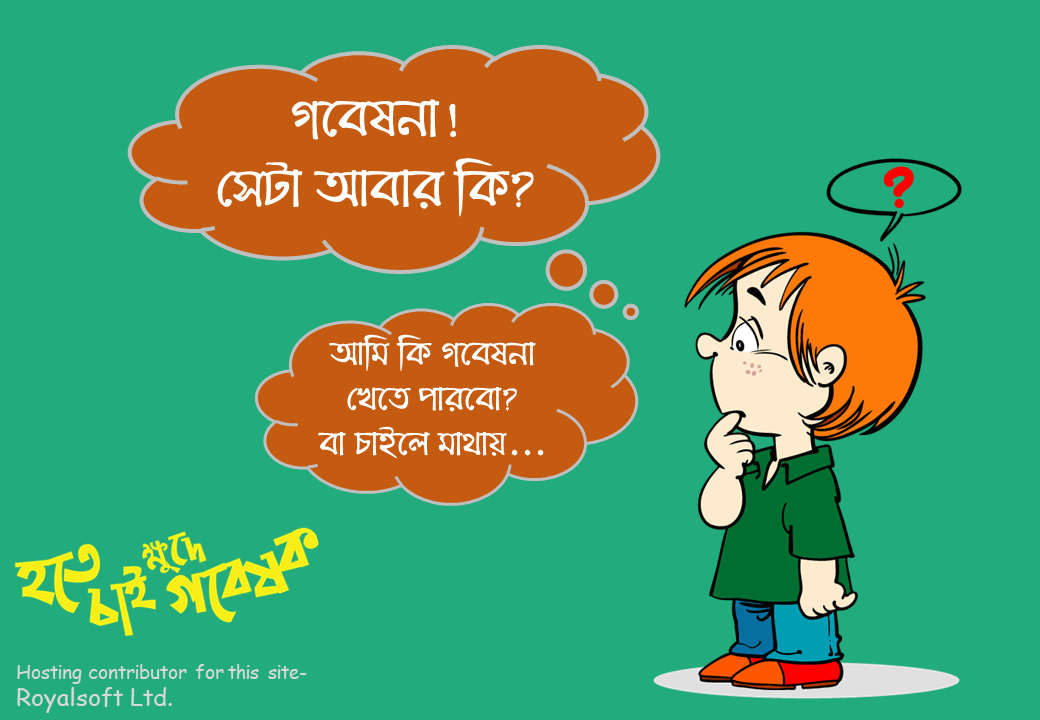 গবেষনা!
সেটা আবার কি?
?
আমি কি গবেষনা
খেতে পারবো?
বা চাইলে মাথায়...
হতে চাই ক্ষুদে গবেষক
Hosting contributor for this site-
Royalsoft Ltd.